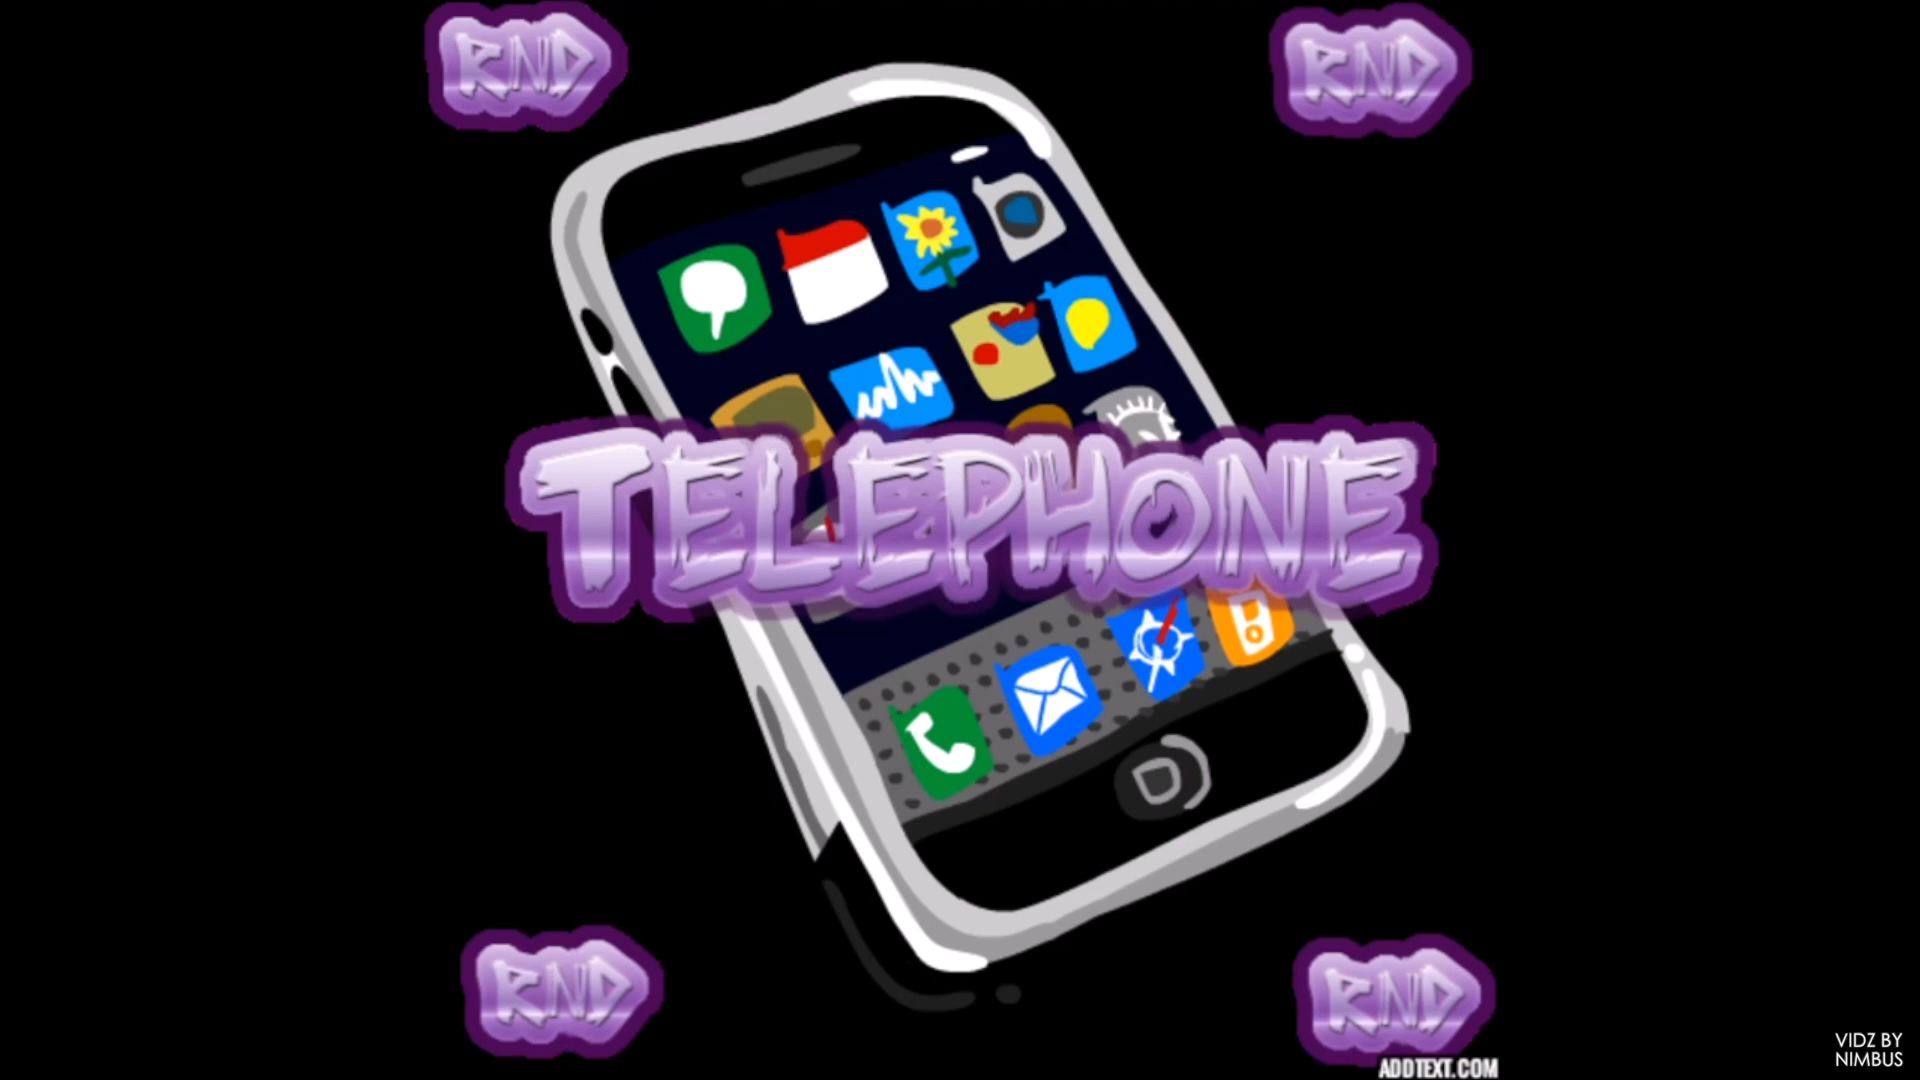 RND
RND
TELEPHONE
RND
RND
ADDTEXT.COM
VIDZ BY
NIMBUS